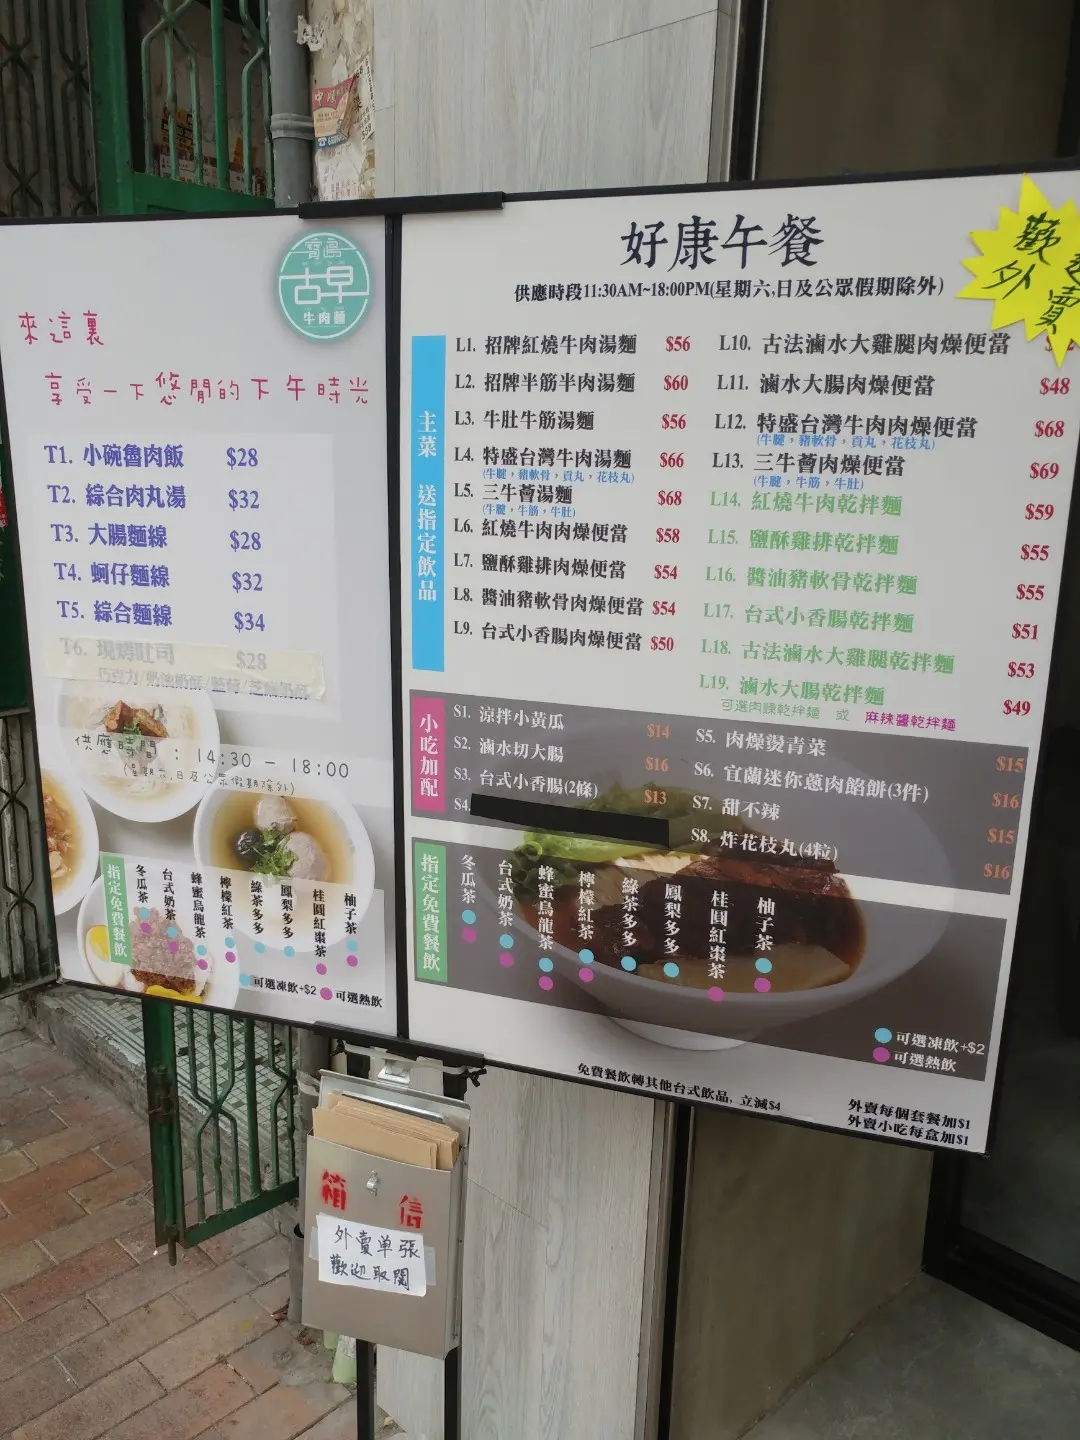 寶島
古早
牛肉麵
來這裏
享受一下悠閒的下午時光
T1. 小碗魯肉飯 $28
T2. 綜合肉丸湯 $32
T3. 大腸麵線 $28
T4. 蚵仔麵線 $32
T5. 綜合麵線 $34
T6. 現烤吐司 $28
供應時間 : 14:30 - 18:00
(星期六,日及公眾假期除外)
指定免費餐飲
冬瓜茶
台式奶茶
蜂蜜烏龍茶
檸檬紅茶
綠茶多多
鳳梨多多
桂圓紅棗茶
柚子茶
可選凍飲+$2 可選熱飲
好康午餐
供應時段11:30AM~18:00PM(星期六,日及公眾假期除外)
歡迎
外賣
主菜 送指定飲品
L1. 招牌紅燒牛肉湯麵 $56
L2. 招牌半筋半肉湯麵 $60
L3. 牛肚牛筋湯麵 $56
L4. 特盛台灣牛肉湯麵 $66
(牛腱，豬軟骨，貢丸，花枝丸)
L5. 三牛薈湯麵 $68
(牛腱，牛筋，牛肚)
L6. 紅燒牛肉肉燥便當 $58
L7. 鹽酥雞排肉燥便當 $54
L8. 醬油豬軟骨肉燥便當 $54
L9. 台式小香腸肉燥便當 $50
L10. 古法滷水大雞腿肉燥便當
L11. 滷水大腸肉燥便當 $48
L12. 特盛台灣牛肉肉燥便當 $68
(牛腱，豬軟骨，貢丸，花枝丸)
L13. 三牛薈肉燥便當 $69
(牛腱，牛筋，牛肚)
L14. 紅燒牛肉乾拌麵 $59
L15. 鹽酥雞排乾拌麵 $55
L16. 醬油豬軟骨乾拌麵 $55
L17. 台式小香腸乾拌麵 $51
L18. 古法滷水大雞腿乾拌麵 $53
L19. 滷水大腸乾拌麵 $49
可選肉燥乾拌麵 或 麻辣醬乾拌麵
小吃加配
S1. 涼拌小黃瓜 $14
S2. 滷水切大腸 $16
S3. 台式小香腸(2條) $13
S4.
S5. 肉燥燙青菜 $15
S6. 宜蘭迷你蔥肉餡餅(3件) $16
S7. 甜不辣 $15
S8. 炸花枝丸(4粒) $16
指定免費餐飲
冬瓜茶
台式奶茶
蜂蜜烏龍茶
檸檬紅茶
綠茶多多
鳳梨多多
桂圓紅棗茶
柚子茶
可選凍飲+$2
可選熱飲
免費餐飲轉其他台式飲品, 立減$4
外賣每個套餐加$1
外賣小吃每盒加$1
箱 信
外賣单張
歡迎取閱